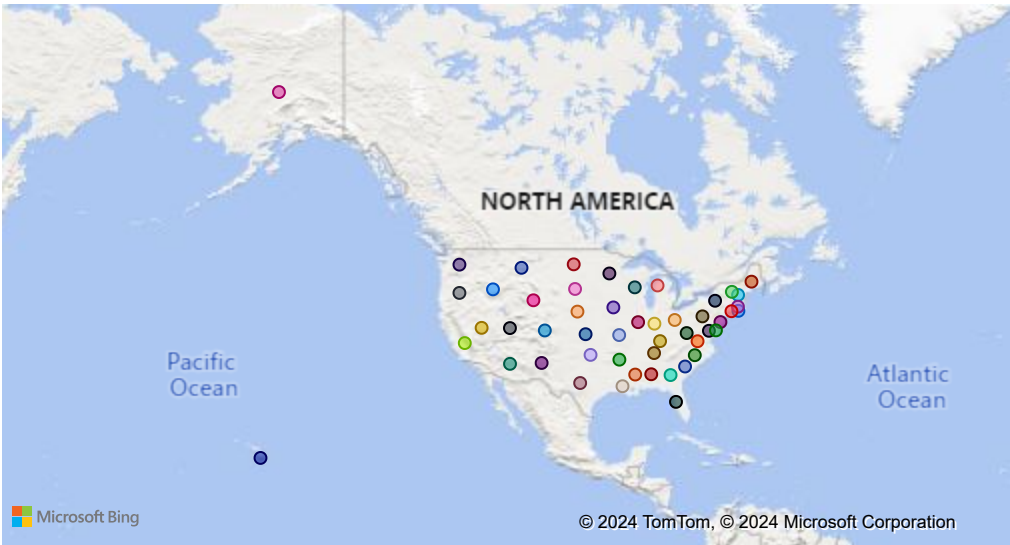 NORTH AMERICA
Pacific
Ocean
Atlantic
Ocean
Microsoft Bing
© 2024 TomTom, © 2024 Microsoft Corporation